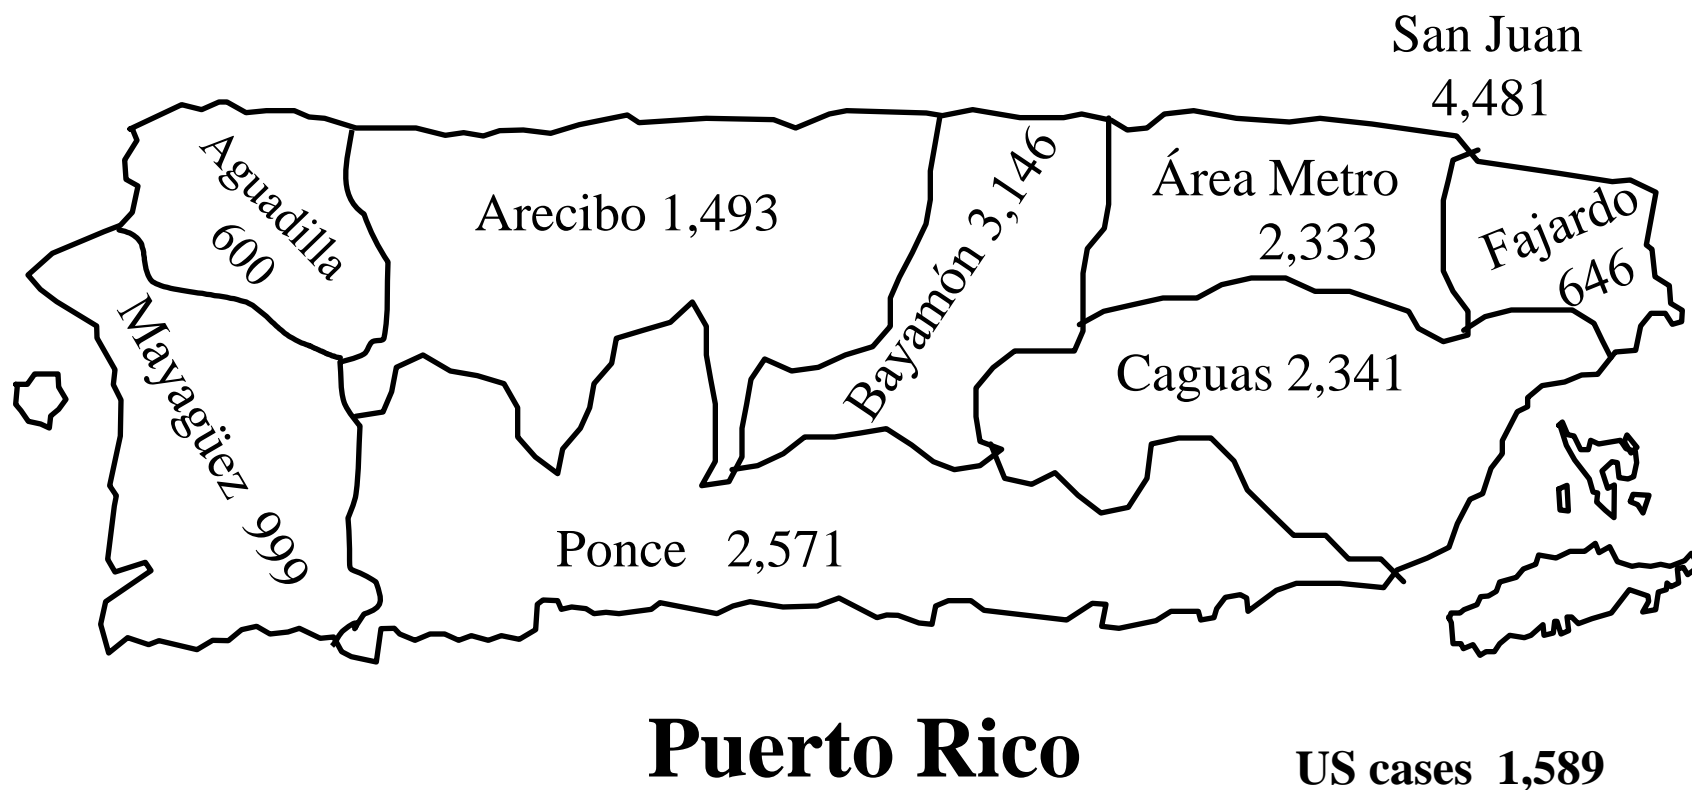 San Juan
4,481
Aguadilla
600
Arecibo 1,493
Bayamón 3,146
Área Metro
2,333
Fajardo
646
Mayagüez 999
Caguas 2,341
Ponce 2,571
Puerto Rico
US cases 1,589